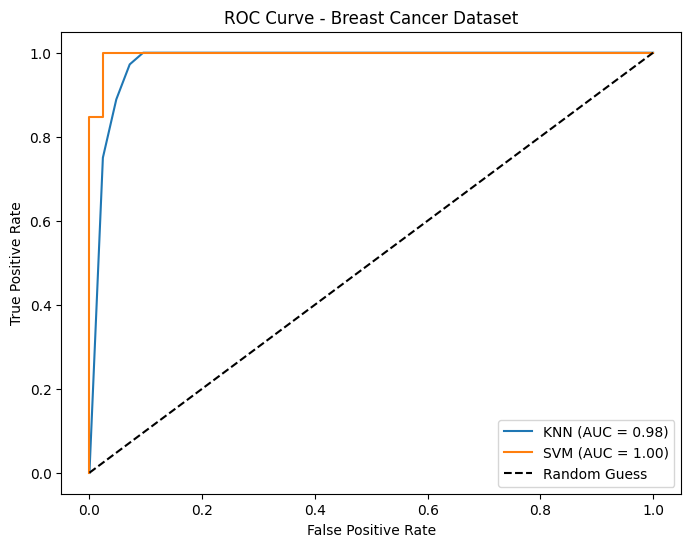 ROC Curve - Breast Cancer Dataset
True Positive Rate
1.0
0.8
0.6
0.4
0.2
0.0
KNN (AUC = 0.98)
SVM (AUC = 1.00)
Random Guess
0.0 0.2 0.4 0.6 0.8 1.0
False Positive Rate